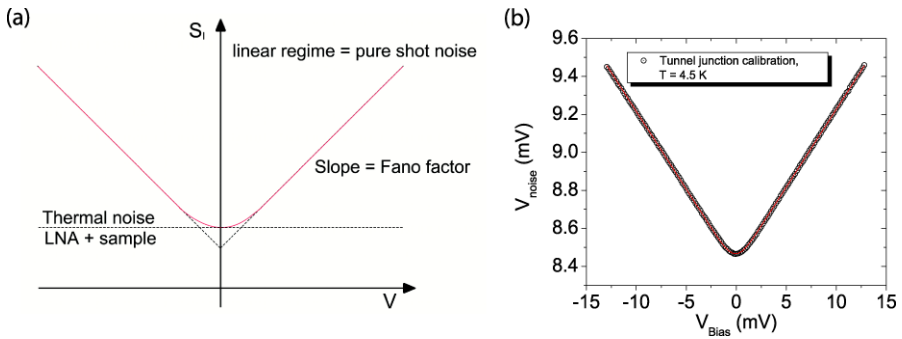 (a)
S_I
linear regime = pure shot noise
Slope = Fano factor
Thermal noise
LNA + sample
V
(b)
9.6
9.4
9.2
9.0
8.8
8.6
8.4
V_noise (mV)
Tunnel junction calibration,
T = 4.5 K
-15 -10 -5 0 5 10 15
V_Bias (mV)